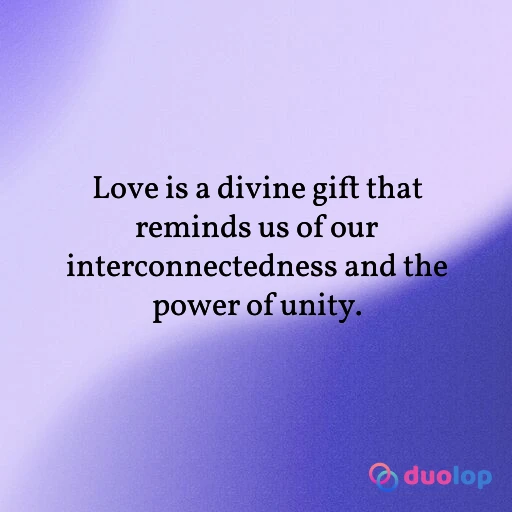 Love is a divine gift that
reminds us of our
interconnectedness and the
power of unity.
duolop